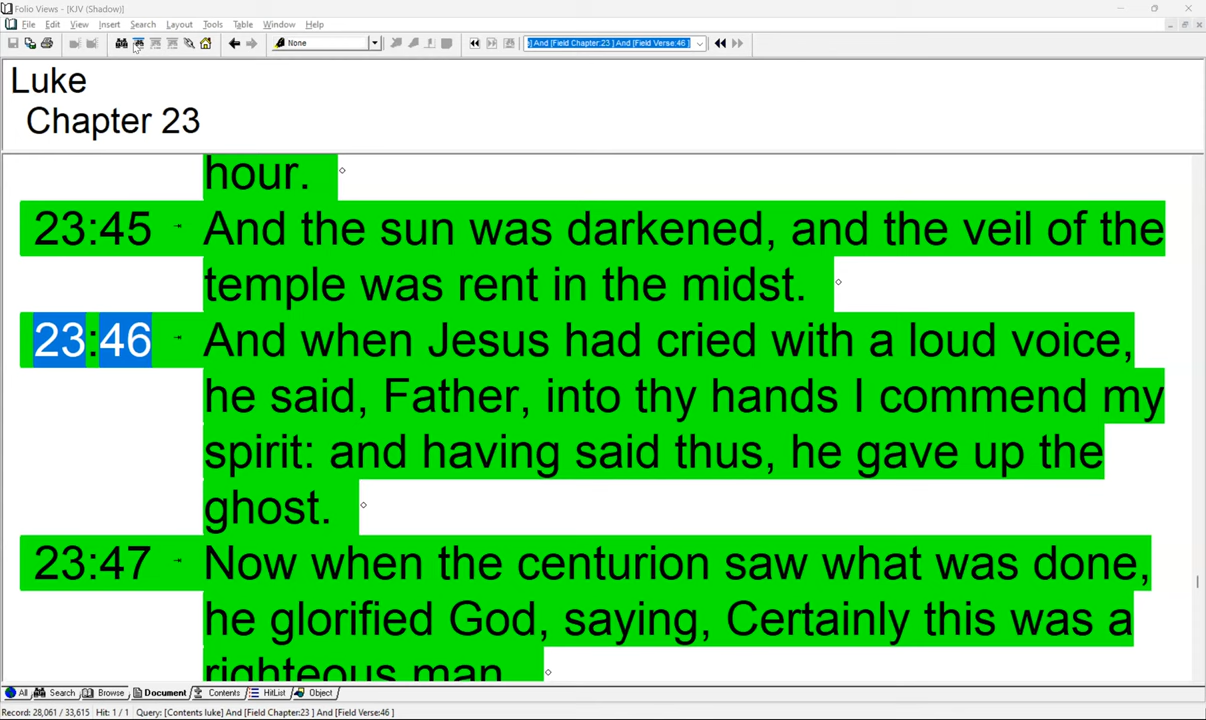 Folio Views - [KJV (Shadow)]
File Edit View Insert Search Layout Tools Table Window Help
None
] And [Field Chapter:23 ] And [Field Verse:46 ]
Luke
Chapter 23
hour.
23:45 And the sun was darkened, and the veil of the
temple was rent in the midst.
23:46 And when Jesus had cried with a loud voice,
he said, Father, into thy hands I commend my
spirit: and having said thus, he gave up the
ghost.
23:47 Now when the centurion saw what was done,
he glorified God, saying, Certainly this was a
righteous man.
All Search Browse Document Contents HitList Object
Record: 28,061 / 33,615 Hit: 1 / 1 Query: [Contents luke] And [Field Chapter:23 ] And [Field Verse:46 ]